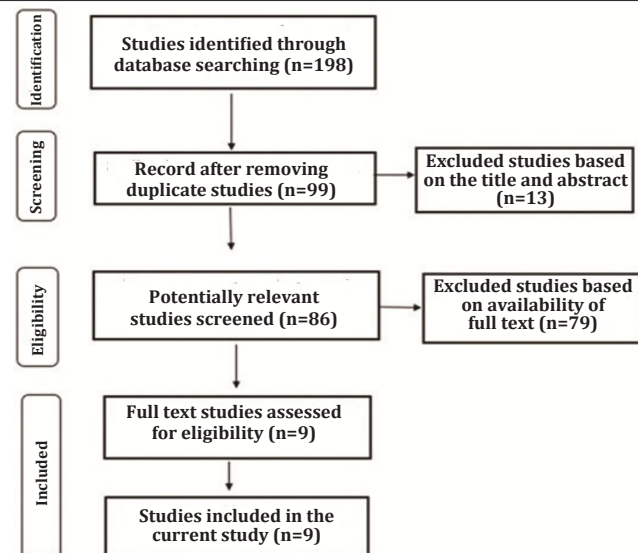 Identification
Studies identified through
database searching (n=198)
Screening
Record after removing
duplicate studies (n=99)
Excluded studies based
on the title and abstract
(n=13)
Eligibility
Potentially relevant
studies screened (n=86)
Excluded studies based
on availability of
full text (n=79)
Included
Full text studies assessed
for eligibility (n=9)
Studies included in the
current study (n=9)